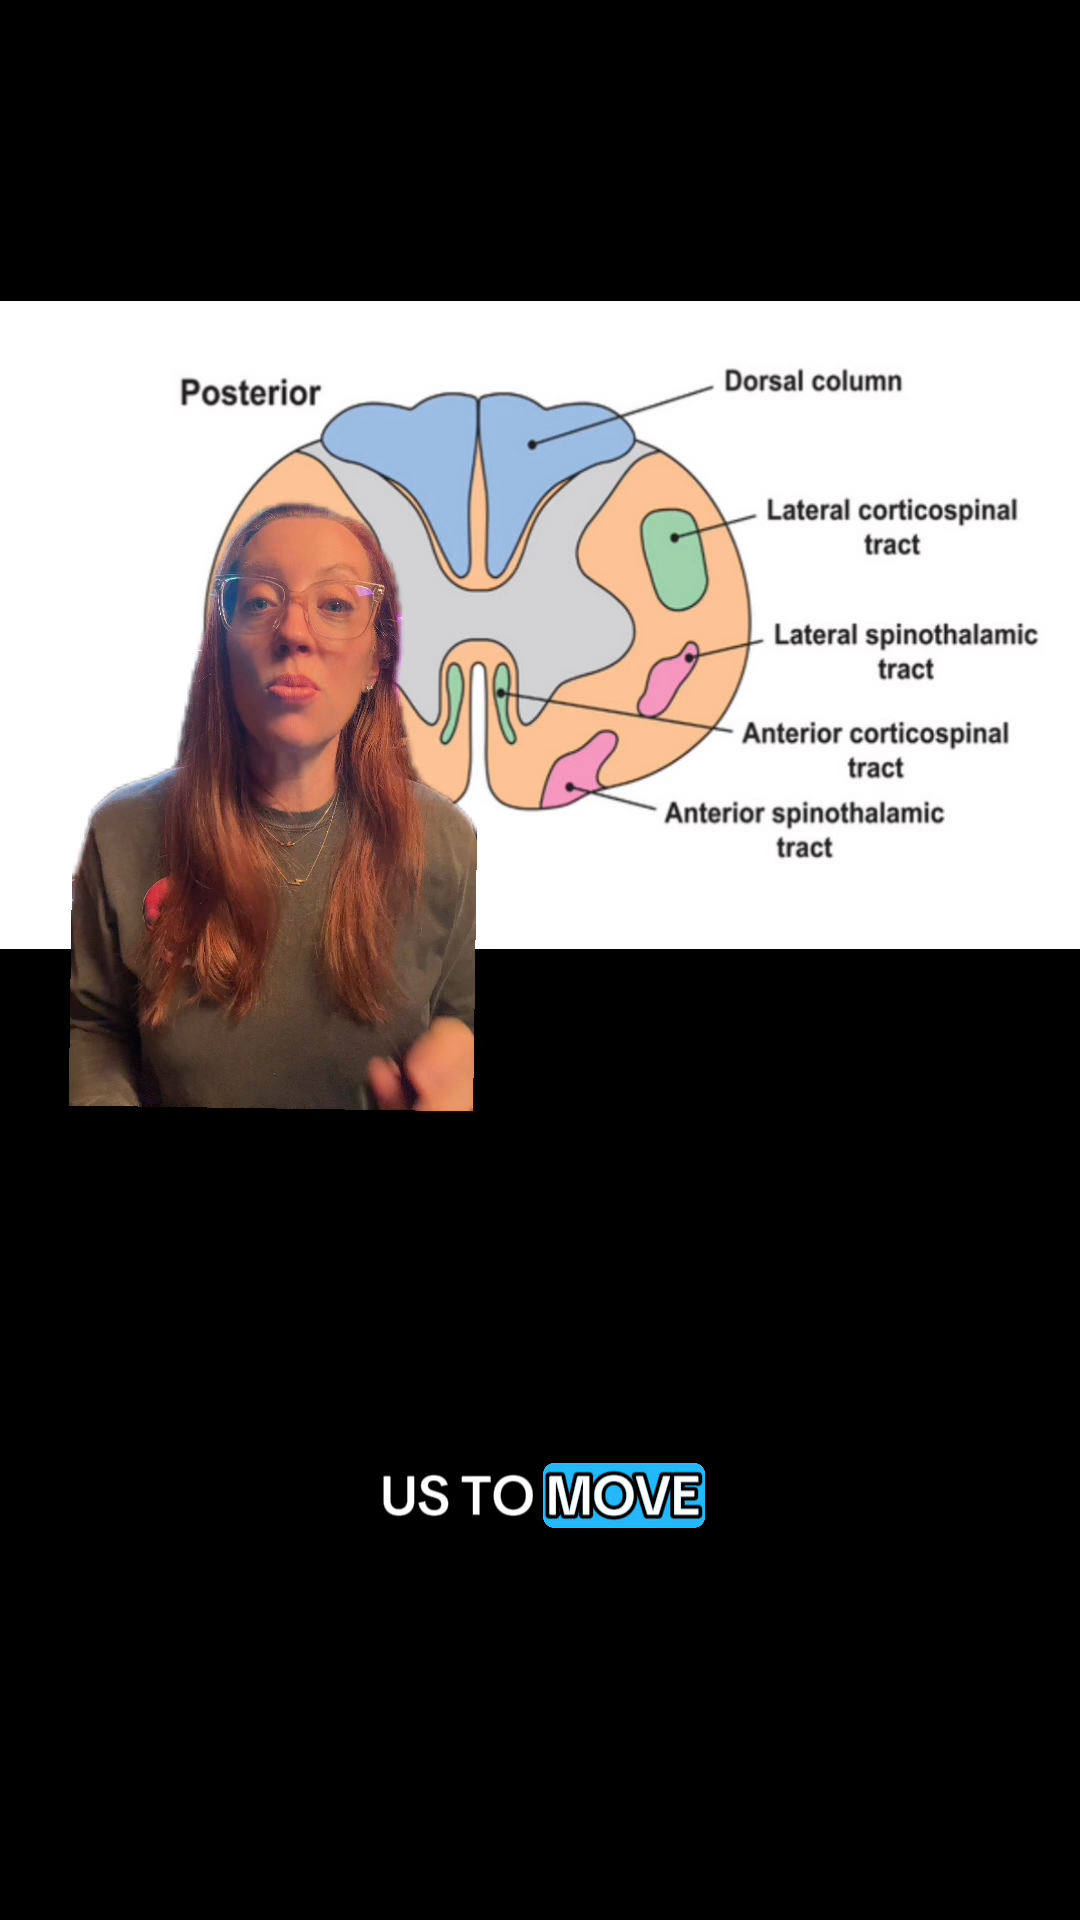 Posterior
Dorsal column
Lateral corticospinal
tract
Lateral spinothalamic
tract
Anterior corticospinal
tract
Anterior spinothalamic
tract
US TO MOVE